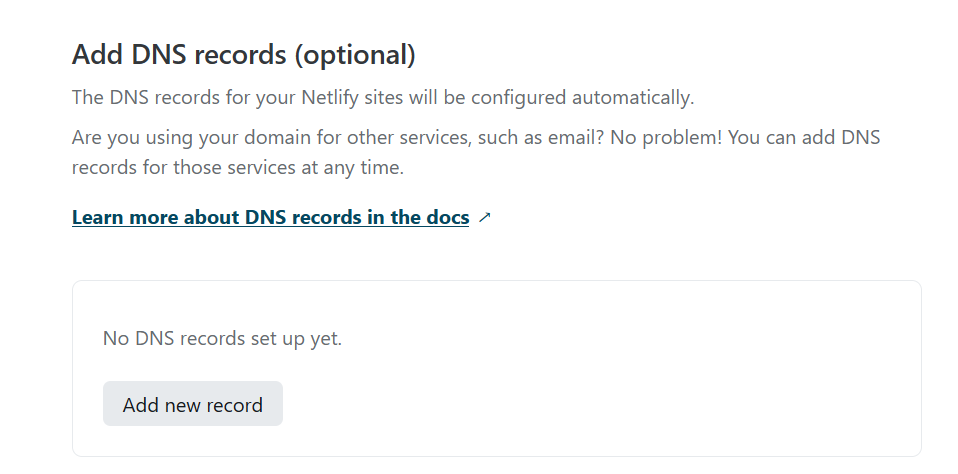 Add DNS records (optional)
The DNS records for your Netlify sites will be configured automatically.
Are you using your domain for other services, such as email? No problem! You can add DNS
records for those services at any time.
Learn more about DNS records in the docs ↗
No DNS records set up yet.
Add new record